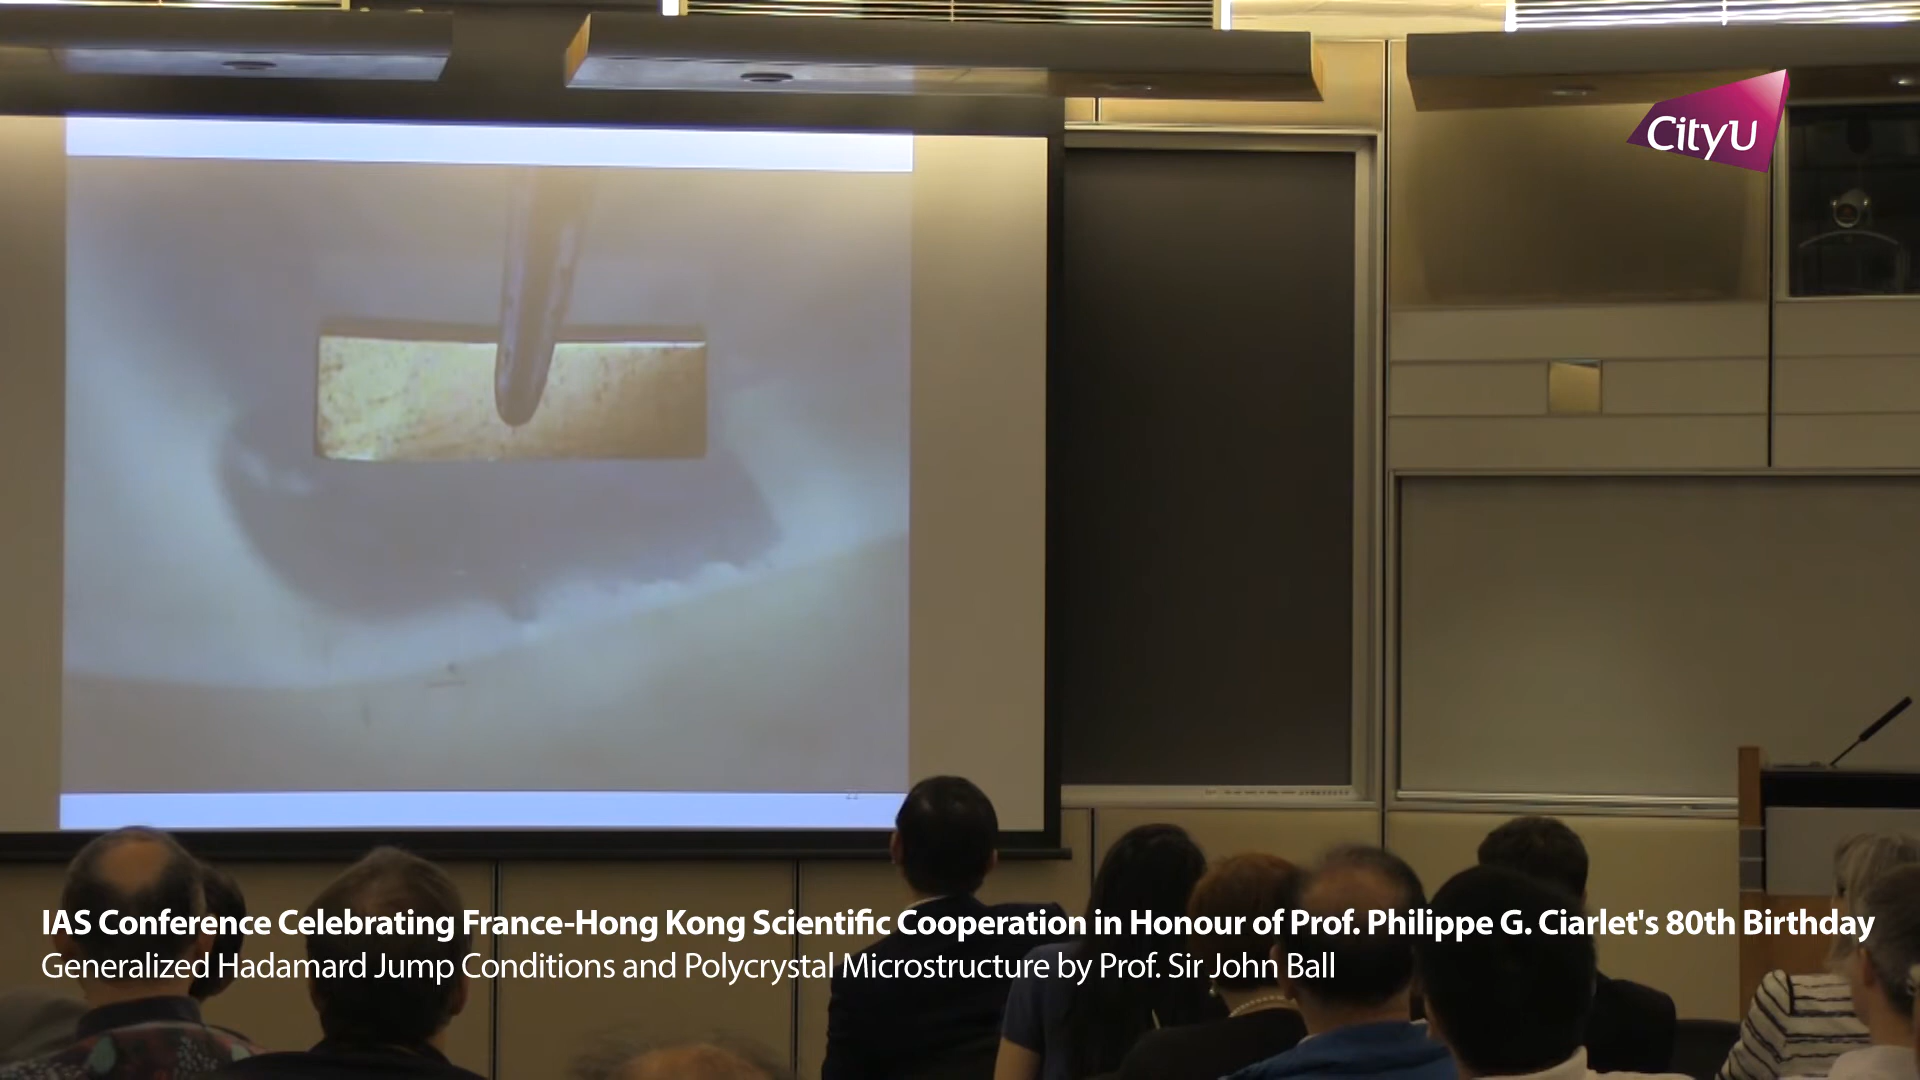 CityU
IAS Conference Celebrating France-Hong Kong Scientific Cooperation in Honour of Prof. Philippe G. Ciarlet's 80th Birthday
Generalized Hadamard Jump Conditions and Polycrystal Microstructure by Prof. Sir John Ball